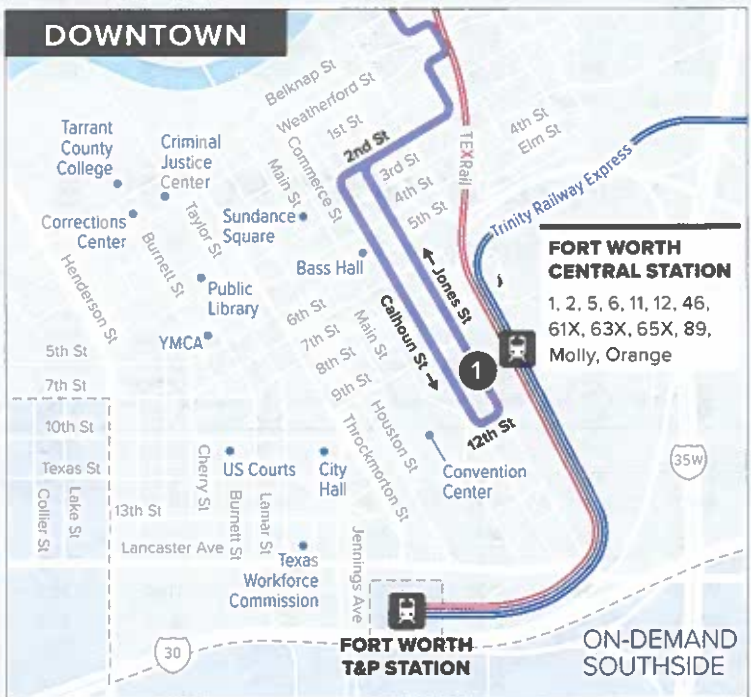 DOWNTOWN
Belknap St
Weatherford St
1st St
2nd St
3rd St
4th St
5th St
4th St
Elm St
TEXRail
Trinity Railway Express
Tarrant
County
College
Criminal
Justice
Center
Commerce St
Main St
Sundance
Square
Corrections
Center
Taylor St
Burnett St
Henderson St
Bass Hall
Public
Library
YMCA
Jones St
Calhoun St
FORT WORTH
CENTRAL STATION
1, 2, 5, 6, 11, 12, 46,
61X, 63X, 65X, 89,
Molly, Orange
6th St
7th St
8th St
9th St
Main St
Houston St
Throckmorton St
1
12th St
5th St
7th St
10th St
Texas St
Collier St
Lake St
13th St
Lancaster Ave
Cherry St
Burnett St
Lamar St
US Courts
City
Hall
Convention
Center
35W
Jennings Ave
Texas
Workforce
Commission
30
FORT WORTH
T&P STATION
ON-DEMAND
SOUTHSIDE